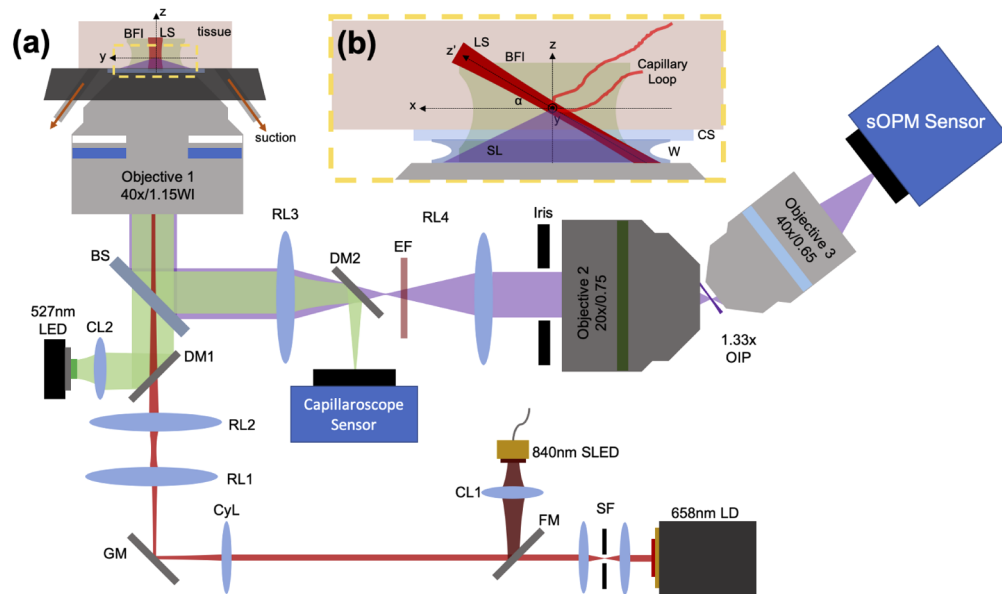 (a)
z
BFI LS tissue
y
suction
Objective 1
40x/1.15WI
(b)
z' LS z
BFI
Capillary
Loop
α
x
y
CS
SL
W
sOPM Sensor
RL3
RL4
Iris
DM2
EF
BS
Objective 2
20x/0.75
Objective 3
40x/0.65
1.33x
OIP
527nm
LED
CL2
DM1
Capillaroscope
Sensor
RL2
RL1
840nm SLED
CL1
CyL
FM
SF
658nm LD
GM